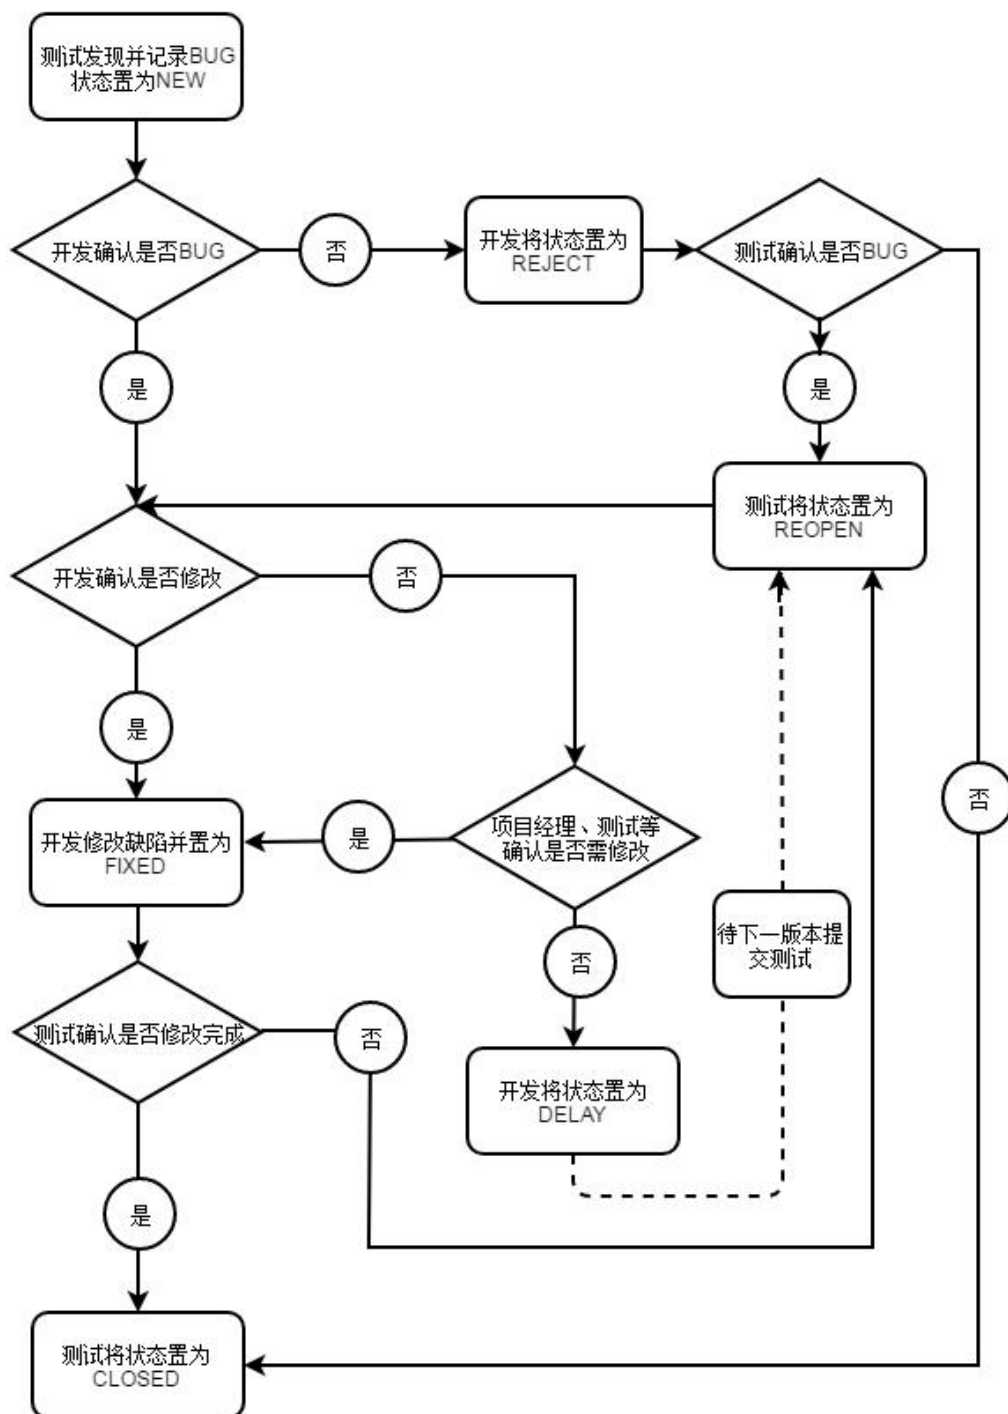 测试发现并记录BUG
状态置为NEW
开发确认是否BUG
否
开发将状态置为
REJECT
测试确认是否BUG
是
是
测试将状态置为
REOPEN
开发确认是否修改
否
是
否
开发修改缺陷并置为
FIXED
是
项目经理、测试等
确认是否需修改
待下一版本提
交测试
否
测试确认是否修改完成
否
开发将状态置为
DELAY
是
测试将状态置为
CLOSED